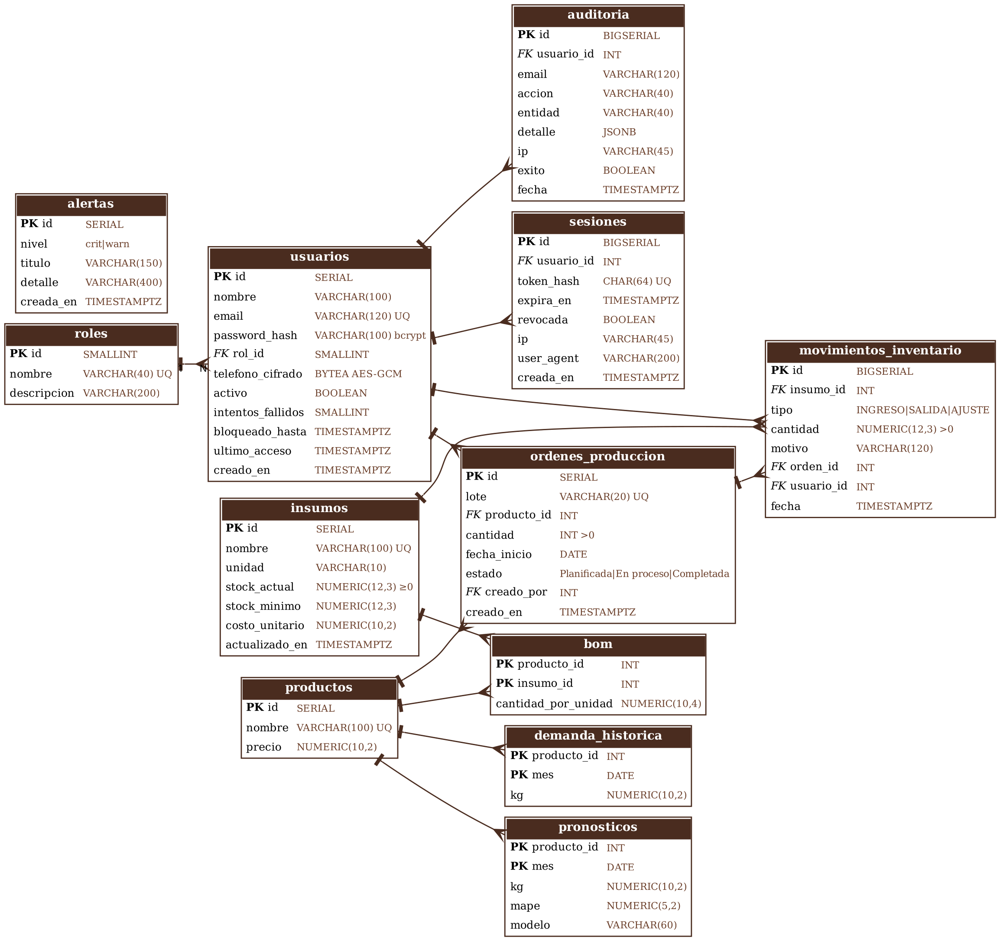 auditoria
PK id BIGSERIAL
FK usuario_id INT
email VARCHAR(120)
accion VARCHAR(40)
entidad VARCHAR(40)
detalle JSONB
ip VARCHAR(45)
exito BOOLEAN
fecha TIMESTAMPTZ
alertas
PK id SERIAL
nivel crit|warn
titulo VARCHAR(150)
detalle VARCHAR(400)
creada_en TIMESTAMPTZ
roles
PK id SMALLINT
nombre VARCHAR(40) UQ
descripcion VARCHAR(200)
1 N
usuarios
PK id SERIAL
nombre VARCHAR(100)
email VARCHAR(120) UQ
password_hash VARCHAR(100) bcrypt
FK rol_id SMALLINT
telefono_cifrado BYTEA AES-GCM
activo BOOLEAN
intentos_fallidos SMALLINT
bloqueado_hasta TIMESTAMPTZ
ultimo_acceso TIMESTAMPTZ
creado_en TIMESTAMPTZ
sesiones
PK id BIGSERIAL
FK usuario_id INT
token_hash CHAR(64) UQ
expira_en TIMESTAMPTZ
revocada BOOLEAN
ip VARCHAR(45)
user_agent VARCHAR(200)
creada_en TIMESTAMPTZ
movimientos_inventario
PK id BIGSERIAL
FK insumo_id INT
tipo INGRESO|SALIDA|AJUSTE
cantidad NUMERIC(12,3) >0
motivo VARCHAR(120)
FK orden_id INT
FK usuario_id INT
fecha TIMESTAMPTZ
ordenes_produccion
PK id SERIAL
lote VARCHAR(20) UQ
FK producto_id INT
cantidad INT >0
fecha_inicio DATE
estado Planificada|En proceso|Completada
FK creado_por INT
creado_en TIMESTAMPTZ
insumos
PK id SERIAL
nombre VARCHAR(100) UQ
unidad VARCHAR(10)
stock_actual NUMERIC(12,3) ≥0
stock_minimo NUMERIC(12,3)
costo_unitario NUMERIC(10,2)
actualizado_en TIMESTAMPTZ
bom
PK producto_id INT
PK insumo_id INT
cantidad_por_unidad NUMERIC(10,4)
productos
PK id SERIAL
nombre VARCHAR(100) UQ
precio NUMERIC(10,2)
demanda_historica
PK producto_id INT
PK mes DATE
kg NUMERIC(10,2)
pronosticos
PK producto_id INT
PK mes DATE
kg NUMERIC(10,2)
mape NUMERIC(5,2)
modelo VARCHAR(60)